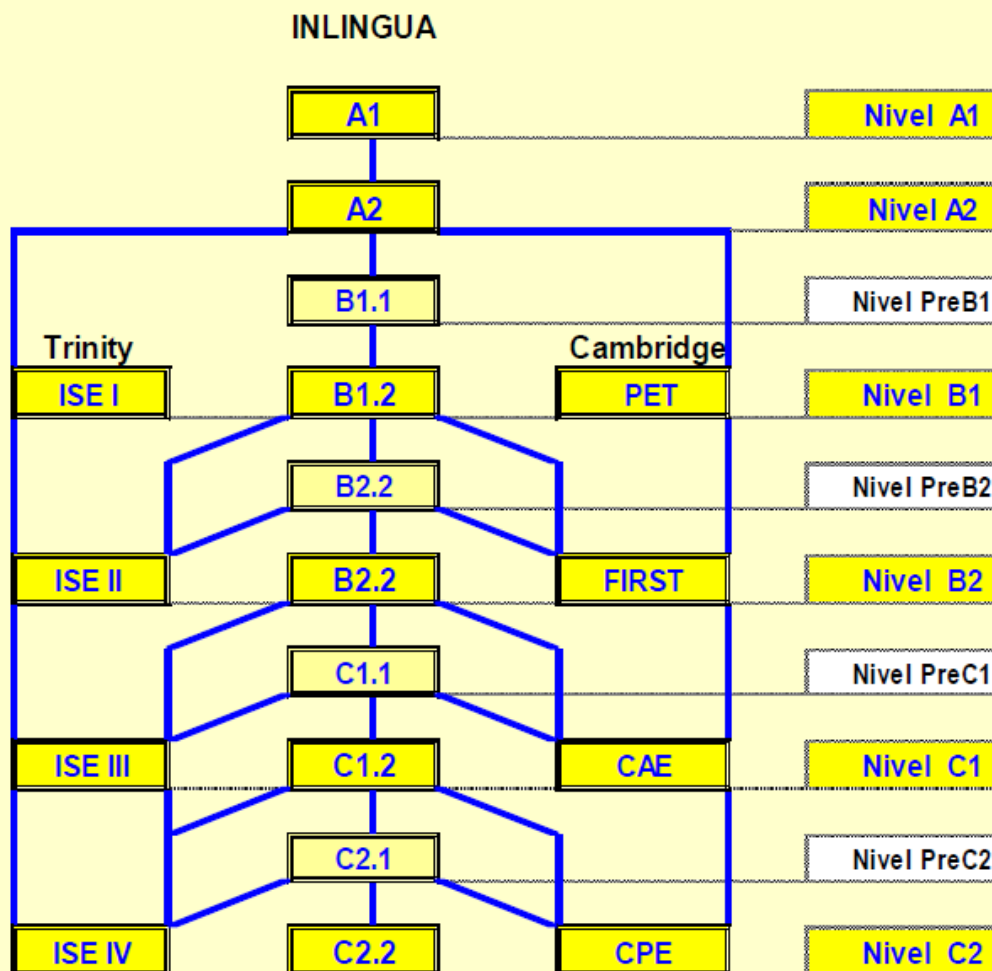 INLINGUA
A1 Nivel A1
A2 Nivel A2
B1.1 Nivel PreB1
Trinity Cambridge
ISE I B1.2 PET Nivel B1
B2.2 Nivel PreB2
ISE II B2.2 FIRST Nivel B2
C1.1 Nivel PreC1
ISE III C1.2 CAE Nivel C1
C2.1 Nivel PreC2
ISE IV C2.2 CPE Nivel C2